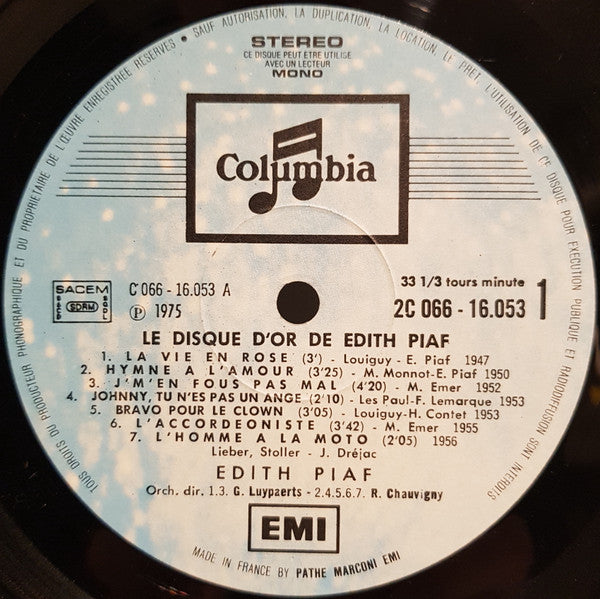 TOUS DROITS DU PRODUCTEUR PHONOGRAPHIQUE ET DU PROPRIETAIRE DE L'ŒUVRE ENREGISTREE RESERVES • SAUF AUTORISATION, LA DUPLICATION, LA LOCATION, LE PRET, L'UTILISATION DE CE DISQUE POUR EXECUTION PUBLIQUE ET RADIODIFFUSION SONT INTERDITS
STEREO
CE DISQUE PEUT ETRE UTILISE
AVEC UN LECTEUR
MONO
Columbia
SACEM
SACD
SDRM
SGDL
C 066 - 16.053 A
℗ 1975
33 1/3 tours minute
2C 066 - 16.053
1
LE DISQUE D'OR DE EDITH PIAF
1. LA VIE EN ROSE (3') - Louiguy - E. Piaf 1947
2. HYMNE A L'AMOUR (3'25) - M. Monnot-E. Piaf 1950
3. J'M'EN FOUS PAS MAL (4'20) - M. Emer 1952
4. JOHNNY, TU N'ES PAS UN ANGE (2'10) - Les Paul-F. Lemarque 1953
5. BRAVO POUR LE CLOWN (3'05) - Louiguy-H. Contet 1953
6. L'ACCORDEONISTE (3'42) - M. Emer 1955
7. L'HOMME A LA MOTO (2'05) 1956
Lieber, Stoller - J. Dréjac
EDITH PIAF
Orch. dir. 1.3. G. Luypaerts - 2.4.5.6.7. R. Chauvigny
EMI
MADE IN FRANCE BY PATHE MARCONI EMI